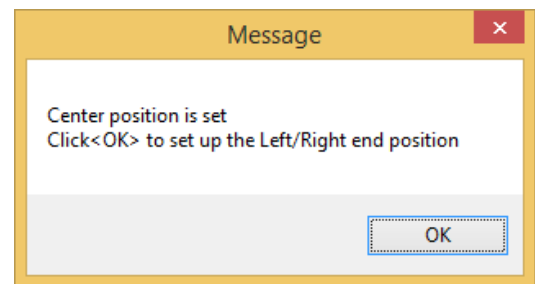 Message
Center position is set
Click<OK> to set up the Left/Right end position
OK